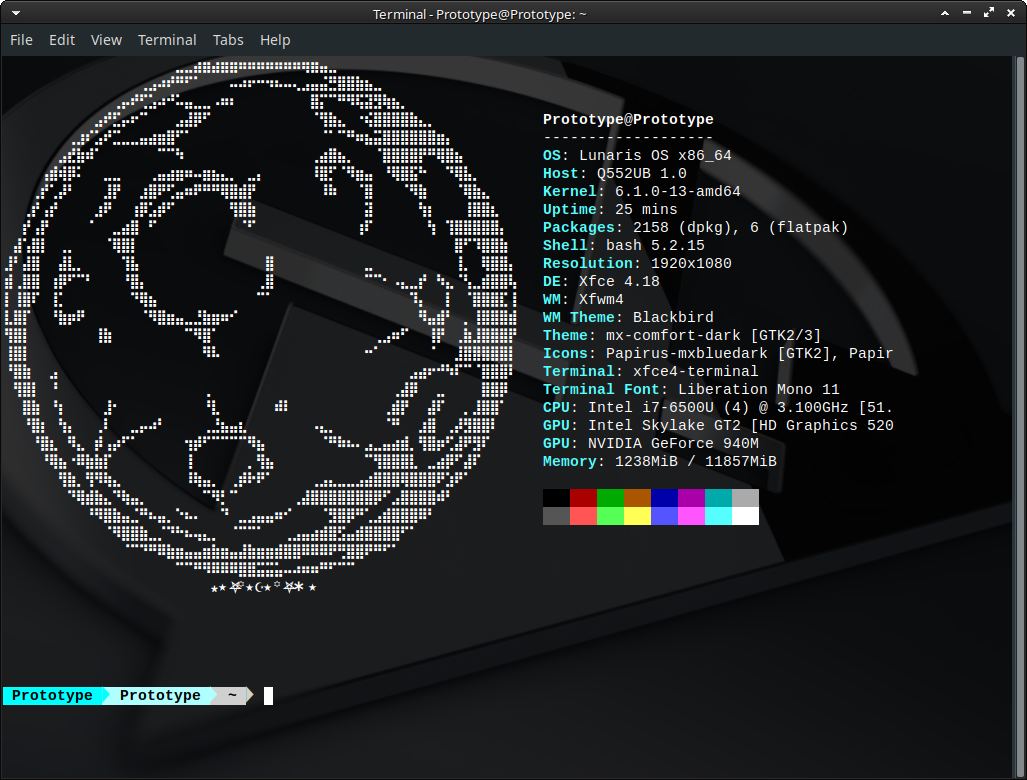 Terminal - Prototype@Prototype: ~
File Edit View Terminal Tabs Help
Prototype@Prototype
-------------------
OS: Lunaris OS x86_64
Host: Q552UB 1.0
Kernel: 6.1.0-13-amd64
Uptime: 25 mins
Packages: 2158 (dpkg), 6 (flatpak)
Shell: bash 5.2.15
Resolution: 1920x1080
DE: Xfce 4.18
WM: Xfwm4
WM Theme: Blackbird
Theme: mx-comfort-dark [GTK2/3]
Icons: Papirus-mxbluedark [GTK2], Papir
Terminal: xfce4-terminal
Terminal Font: Liberation Mono 11
CPU: Intel i7-6500U (4) @ 3.100GHz [51.
GPU: Intel Skylake GT2 [HD Graphics 520
GPU: NVIDIA GeForce 940M
Memory: 1238MiB / 11857MiB
Prototype Prototype ~